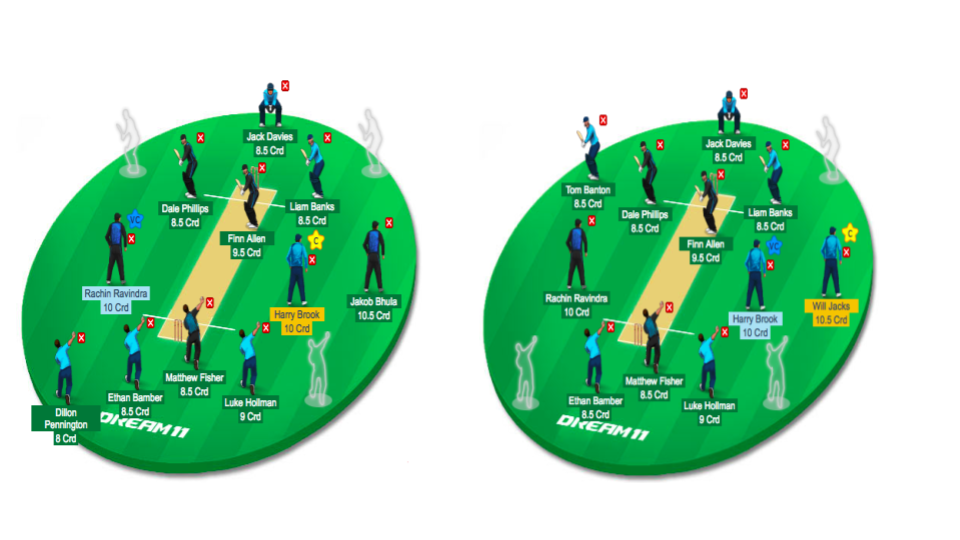 Jack Davies
8.5 Crd
Dale Phillips
8.5 Crd
Liam Banks
8.5 Crd
Finn Allen
9.5 Crd
VC
C
Rachin Ravindra
10 Crd
Harry Brook
10 Crd
Jakob Bhula
10.5 Crd
Matthew Fisher
8.5 Crd
Ethan Bamber
8.5 Crd
Luke Hollman
9 Crd
Dillon
Pennington
8 Crd
DREAM11
Jack Davies
8.5 Crd
Tom Banton
8.5 Crd
Dale Phillips
8.5 Crd
Liam Banks
8.5 Crd
Finn Allen
9.5 Crd
C
VC
Rachin Ravindra
10 Crd
Harry Brook
10 Crd
Will Jacks
10.5 Crd
Matthew Fisher
8.5 Crd
Ethan Bamber
8.5 Crd
Luke Hollman
9 Crd
DREAM11